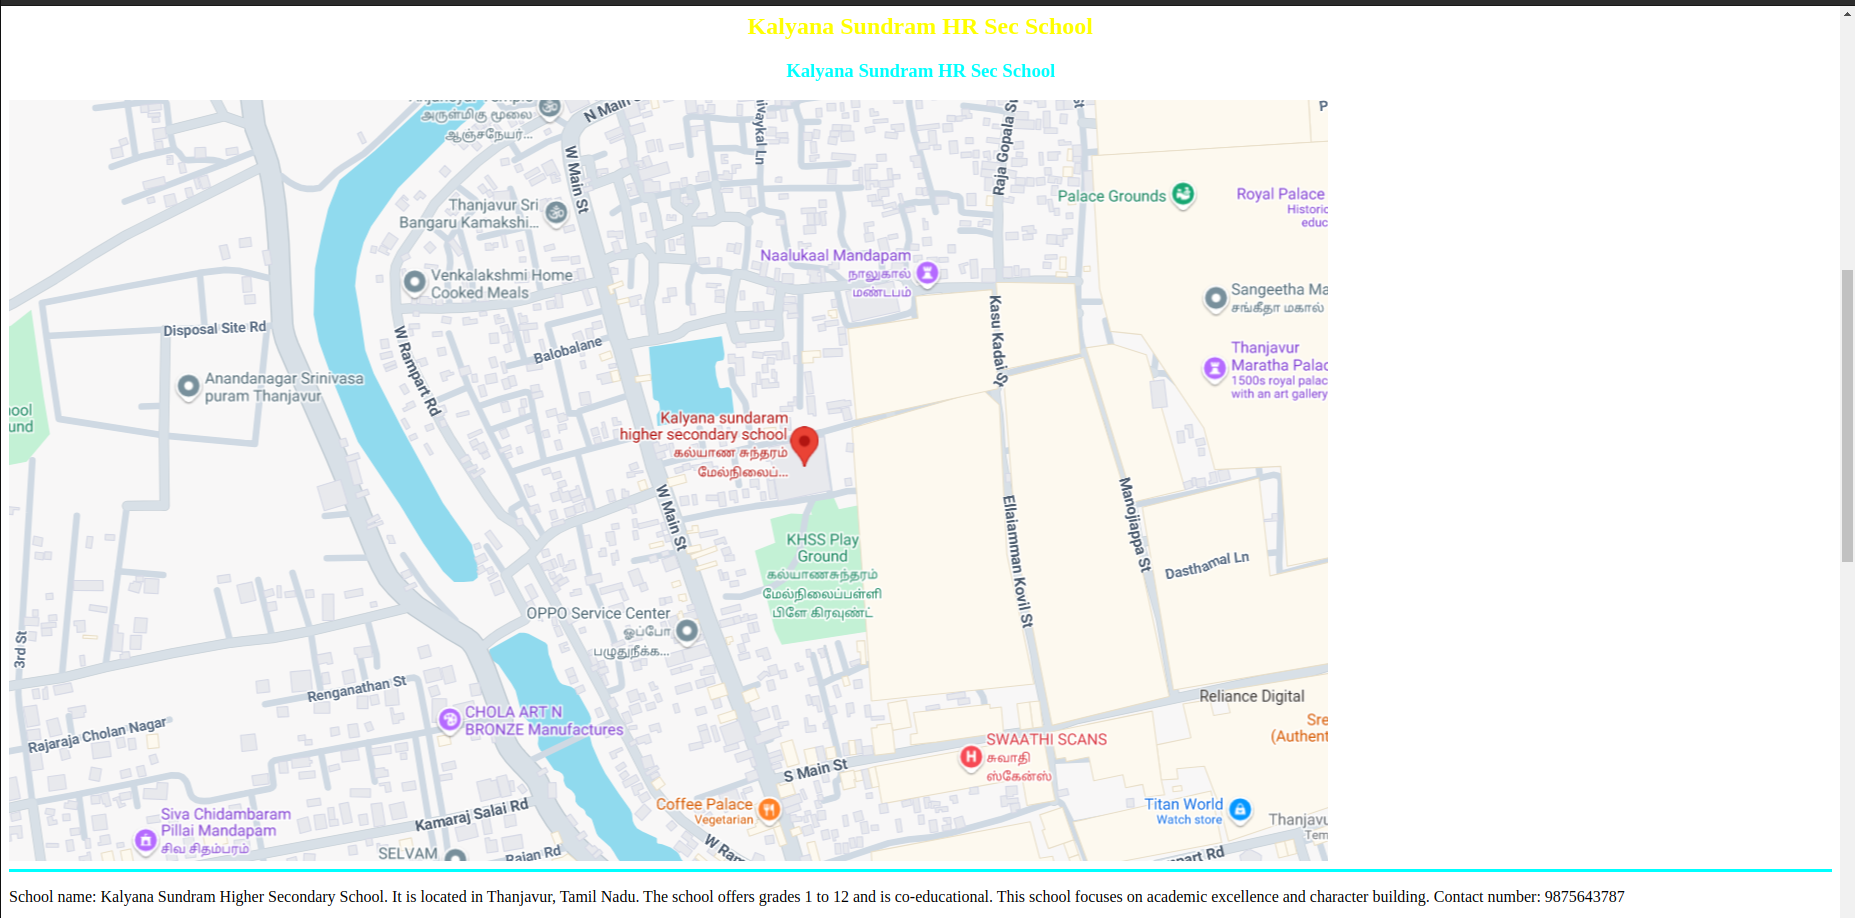 Kalyana Sundram HR Sec School
Kalyana Sundram HR Sec School
அருள்மிகு மூலை
ஆஞ்சநேயர்...
N Main S
W Main St
ivaykal Ln
Raja Gopala St
St
P
Palace Grounds
Royal Palace
Historic
educ
Thanjavur Sri
Bangaru Kamakshi...
Naalukaal Mandapam
நாலுகால்
மண்டபம்
Venkalakshmi Home
Cooked Meals
Sangeetha Ma
சங்கீதா மகால்
Kasu Kadai St
Disposal Site Rd
W Rampart Rd
Balobalane
Thanjavur
Maratha Palac
1500s royal palac
with an art gallery
Anandanagar Srinivasa
puram Thanjavur
ool
und
Kalyana sundaram
higher secondary school
கல்யாண சுந்தரம்
மேல்நிலைப்...
W Main St
Ellaiamman Kovil St
Manojiappa St
Dasthamal Ln
KHSS Play
Ground
கல்யாணசுந்தரம்
மேல்நிலைப்பள்ளி
பிளே கிரவுண்ட்
OPPO Service Center
ஒப்போ
பழுதுநீக்க...
3rd St
Renganathan St
Reliance Digital
CHOLA ART N
BRONZE Manufactures
Rajaraja Cholan Nagar
Sre
(Authent
SWAATHI SCANS
சுவாதி
ஸ்கேன்ஸ்
S Main St
Coffee Palace
Vegetarian
Titan World
Watch store
Thanjavu
Tem
Siva Chidambaram
Pillai Mandapam
சிவ சிதம்பரம்
Kamaraj Salai Rd
SELVAM
Rajan Rd
W Ram
part Rd
School name: Kalyana Sundram Higher Secondary School. It is located in Thanjavur, Tamil Nadu. The school offers grades 1 to 12 and is co-educational. This school focuses on academic excellence and character building. Contact number: 9875643787